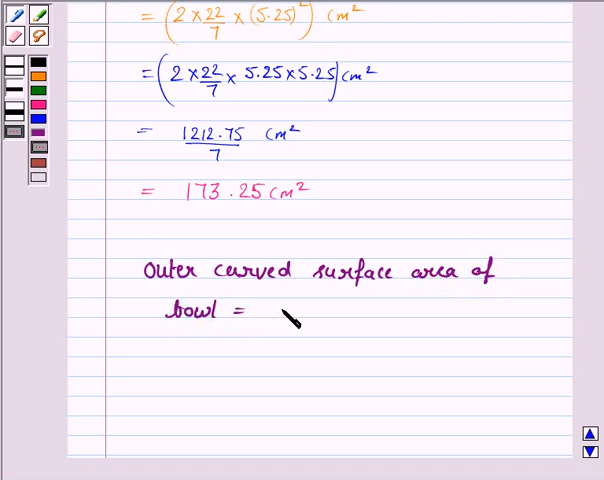 = (2 × 22/7 × (5.25)²) cm²
= (2 × 22/7 × 5.25 × 5.25) cm²
= 1212.75/7 cm²
= 173.25 cm²
Outer curved surface area of
bowl =